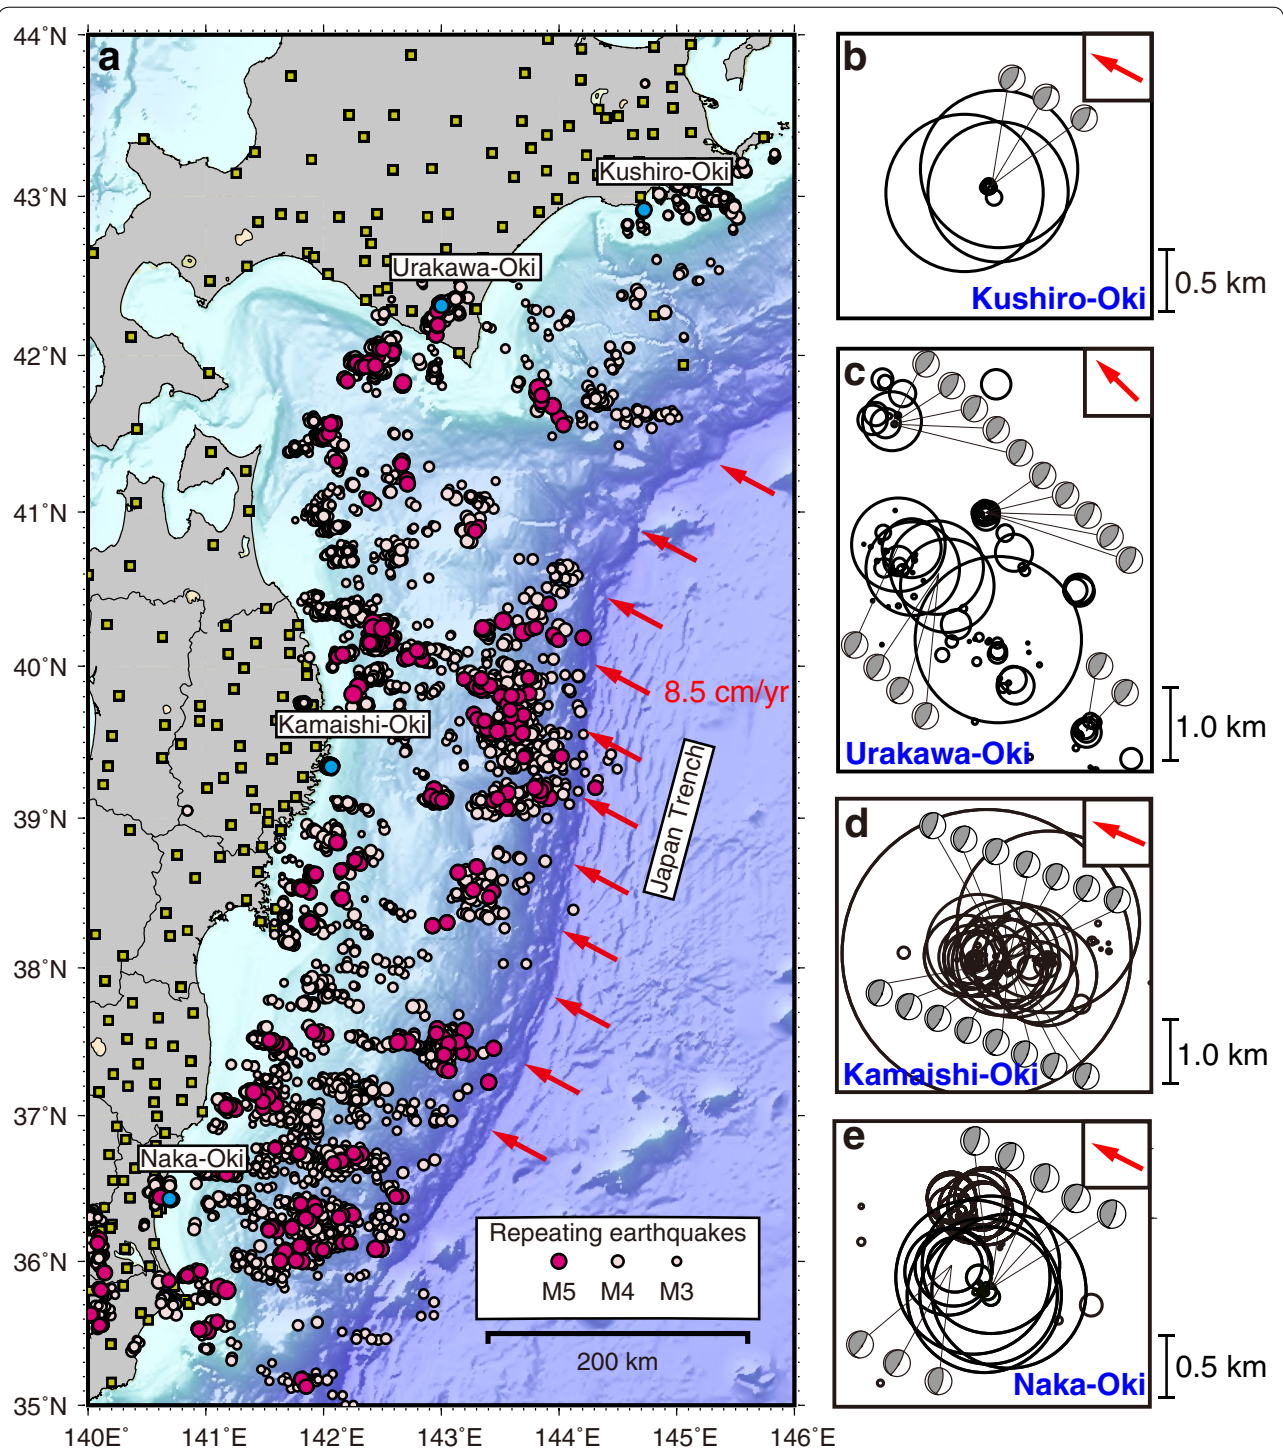 a
44˚N
43˚N
42˚N
41˚N
40˚N
39˚N
38˚N
37˚N
36˚N
35˚N
140˚E
141˚E
142˚E
143˚E
144˚E
145˚E
146˚E
Kushiro-Oki
Urakawa-Oki
Kamaishi-Oki
Naka-Oki
8.5 cm/yr
Japan Trench
Repeating earthquakes
M5 M4 M3
200 km
b
Kushiro-Oki
0.5 km
c
Urakawa-Oki
1.0 km
d
Kamaishi-Oki
1.0 km
e
Naka-Oki
0.5 km